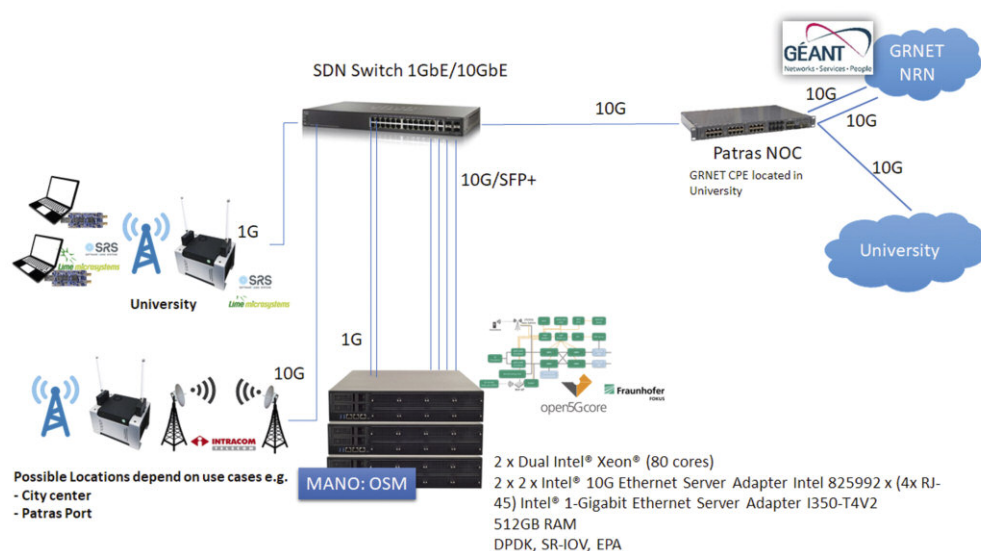 GÉANT
Networks · Services · People
GRNET
NRN
SDN Switch 1GbE/10GbE
10G
10G
10G
10G
Patras NOC
GRNET CPE located in
University
University
10G/SFP+
1G
SRS
Lime microsystems
SRS
Lime microsystems
University
1G
10G
INTRACOM
TELECOM
open5Gcore
Fraunhofer
FOKUS
MANO: OSM
Possible Locations depend on use cases e.g.
- City center
- Patras Port
2 x Dual Intel® Xeon® (80 cores)
2 x 2 x Intel® 10G Ethernet Server Adapter Intel 825992 x (4x RJ-
45) Intel® 1-Gigabit Ethernet Server Adapter I350-T4V2
512GB RAM
DPDK, SR-IOV, EPA